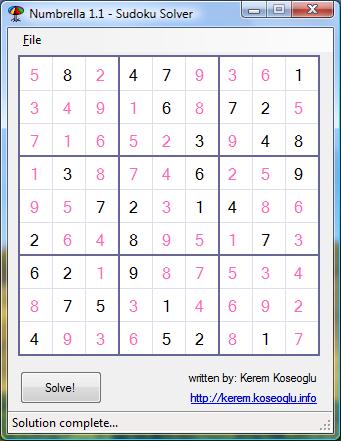 Numbrella 1.1 - Sudoku Solver
File
5 8 2 4 7 9 3 6 1
3 4 9 1 6 8 7 2 5
7 1 6 5 2 3 9 4 8
1 3 8 7 4 6 2 5 9
9 5 7 2 3 1 4 8 6
2 6 4 8 9 5 1 7 3
6 2 1 9 8 7 5 3 4
8 7 5 3 1 4 6 9 2
4 9 3 6 5 2 8 1 7
Solve!
written by: Kerem Koseoglu
http://kerem.koseoglu.info
Solution complete...